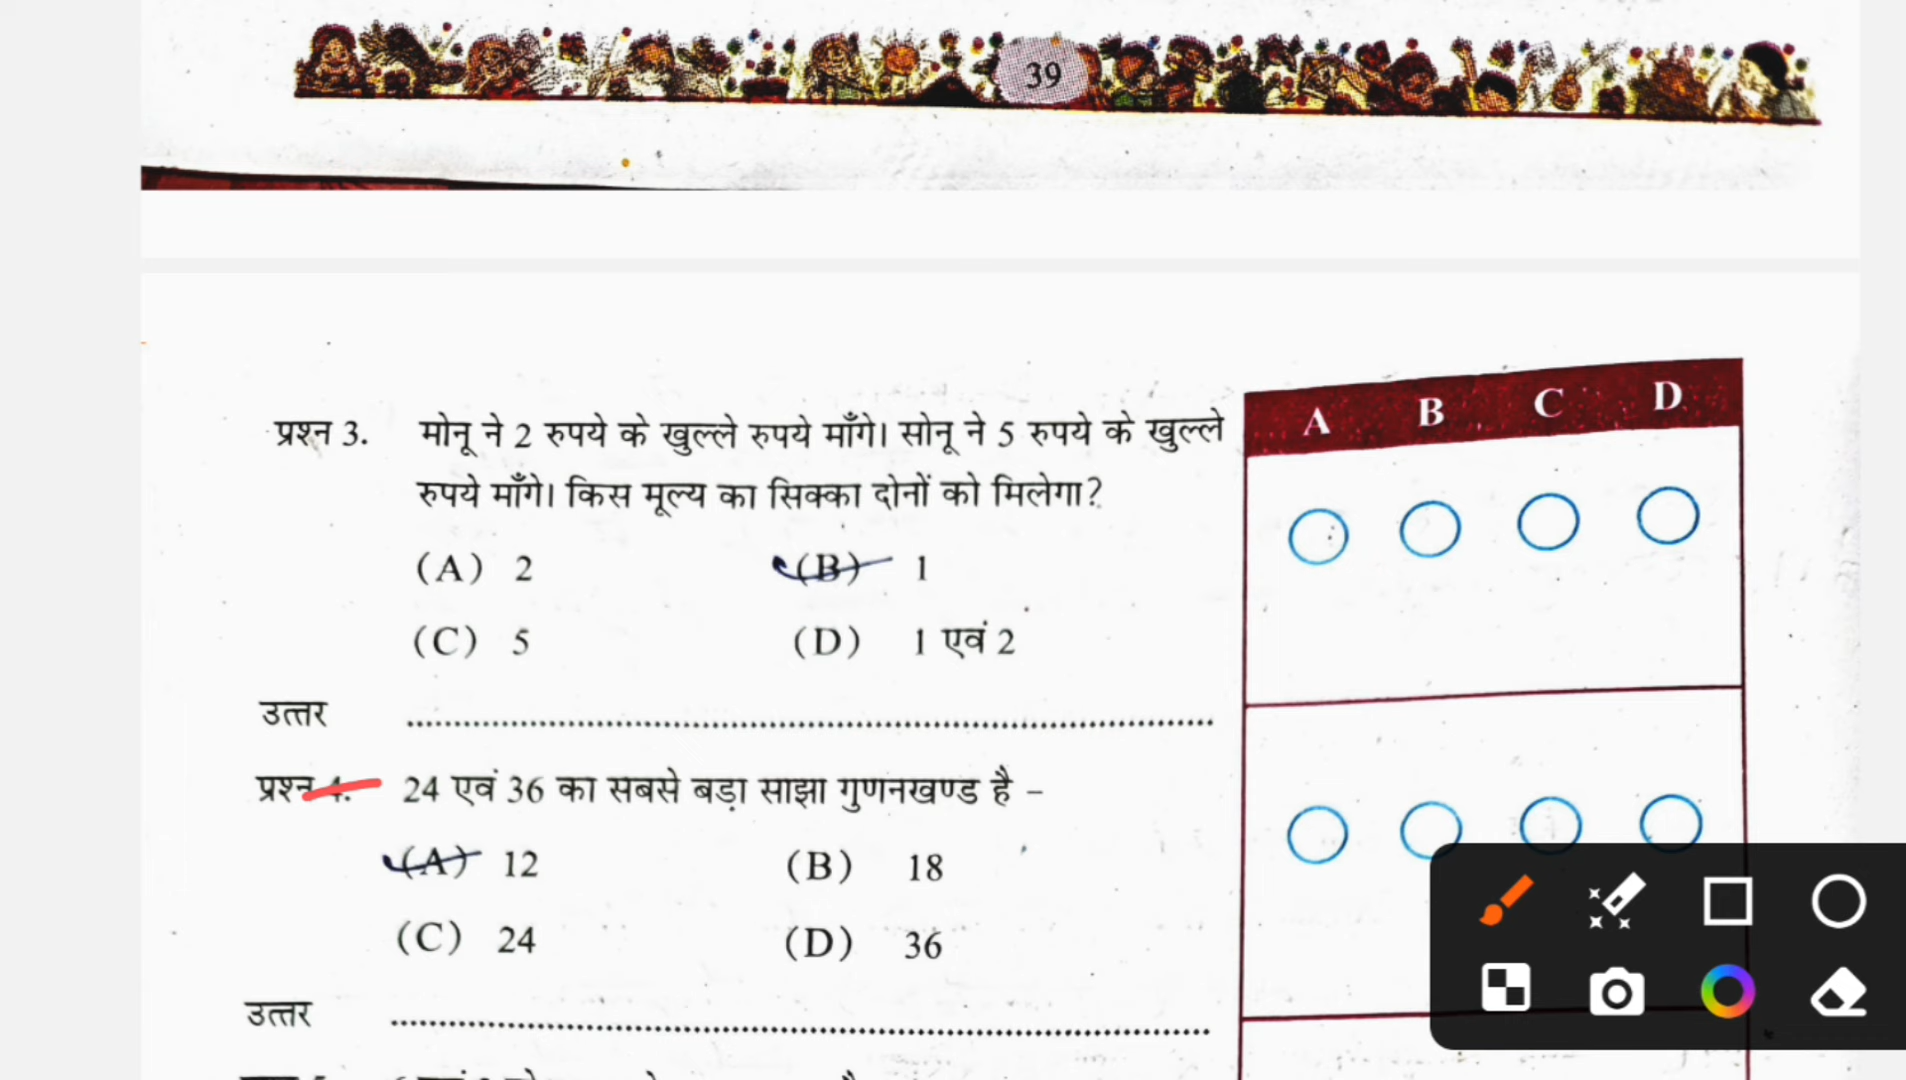 39
A B C D
प्रश्न 3. मोनू ने 2 रुपये के खुल्ले रुपये माँगे। सोनू ने 5 रुपये के खुल्ले
रुपये माँगे। किस मूल्य का सिक्का दोनों को मिलेगा?
(A) 2 (B) 1
(C) 5 (D) 1 एवं 2
उत्तर
प्रश्न 4. 24 एवं 36 का सबसे बड़ा साझा गुणनखण्ड है –
(A) 12 (B) 18
(C) 24 (D) 36
उत्तर